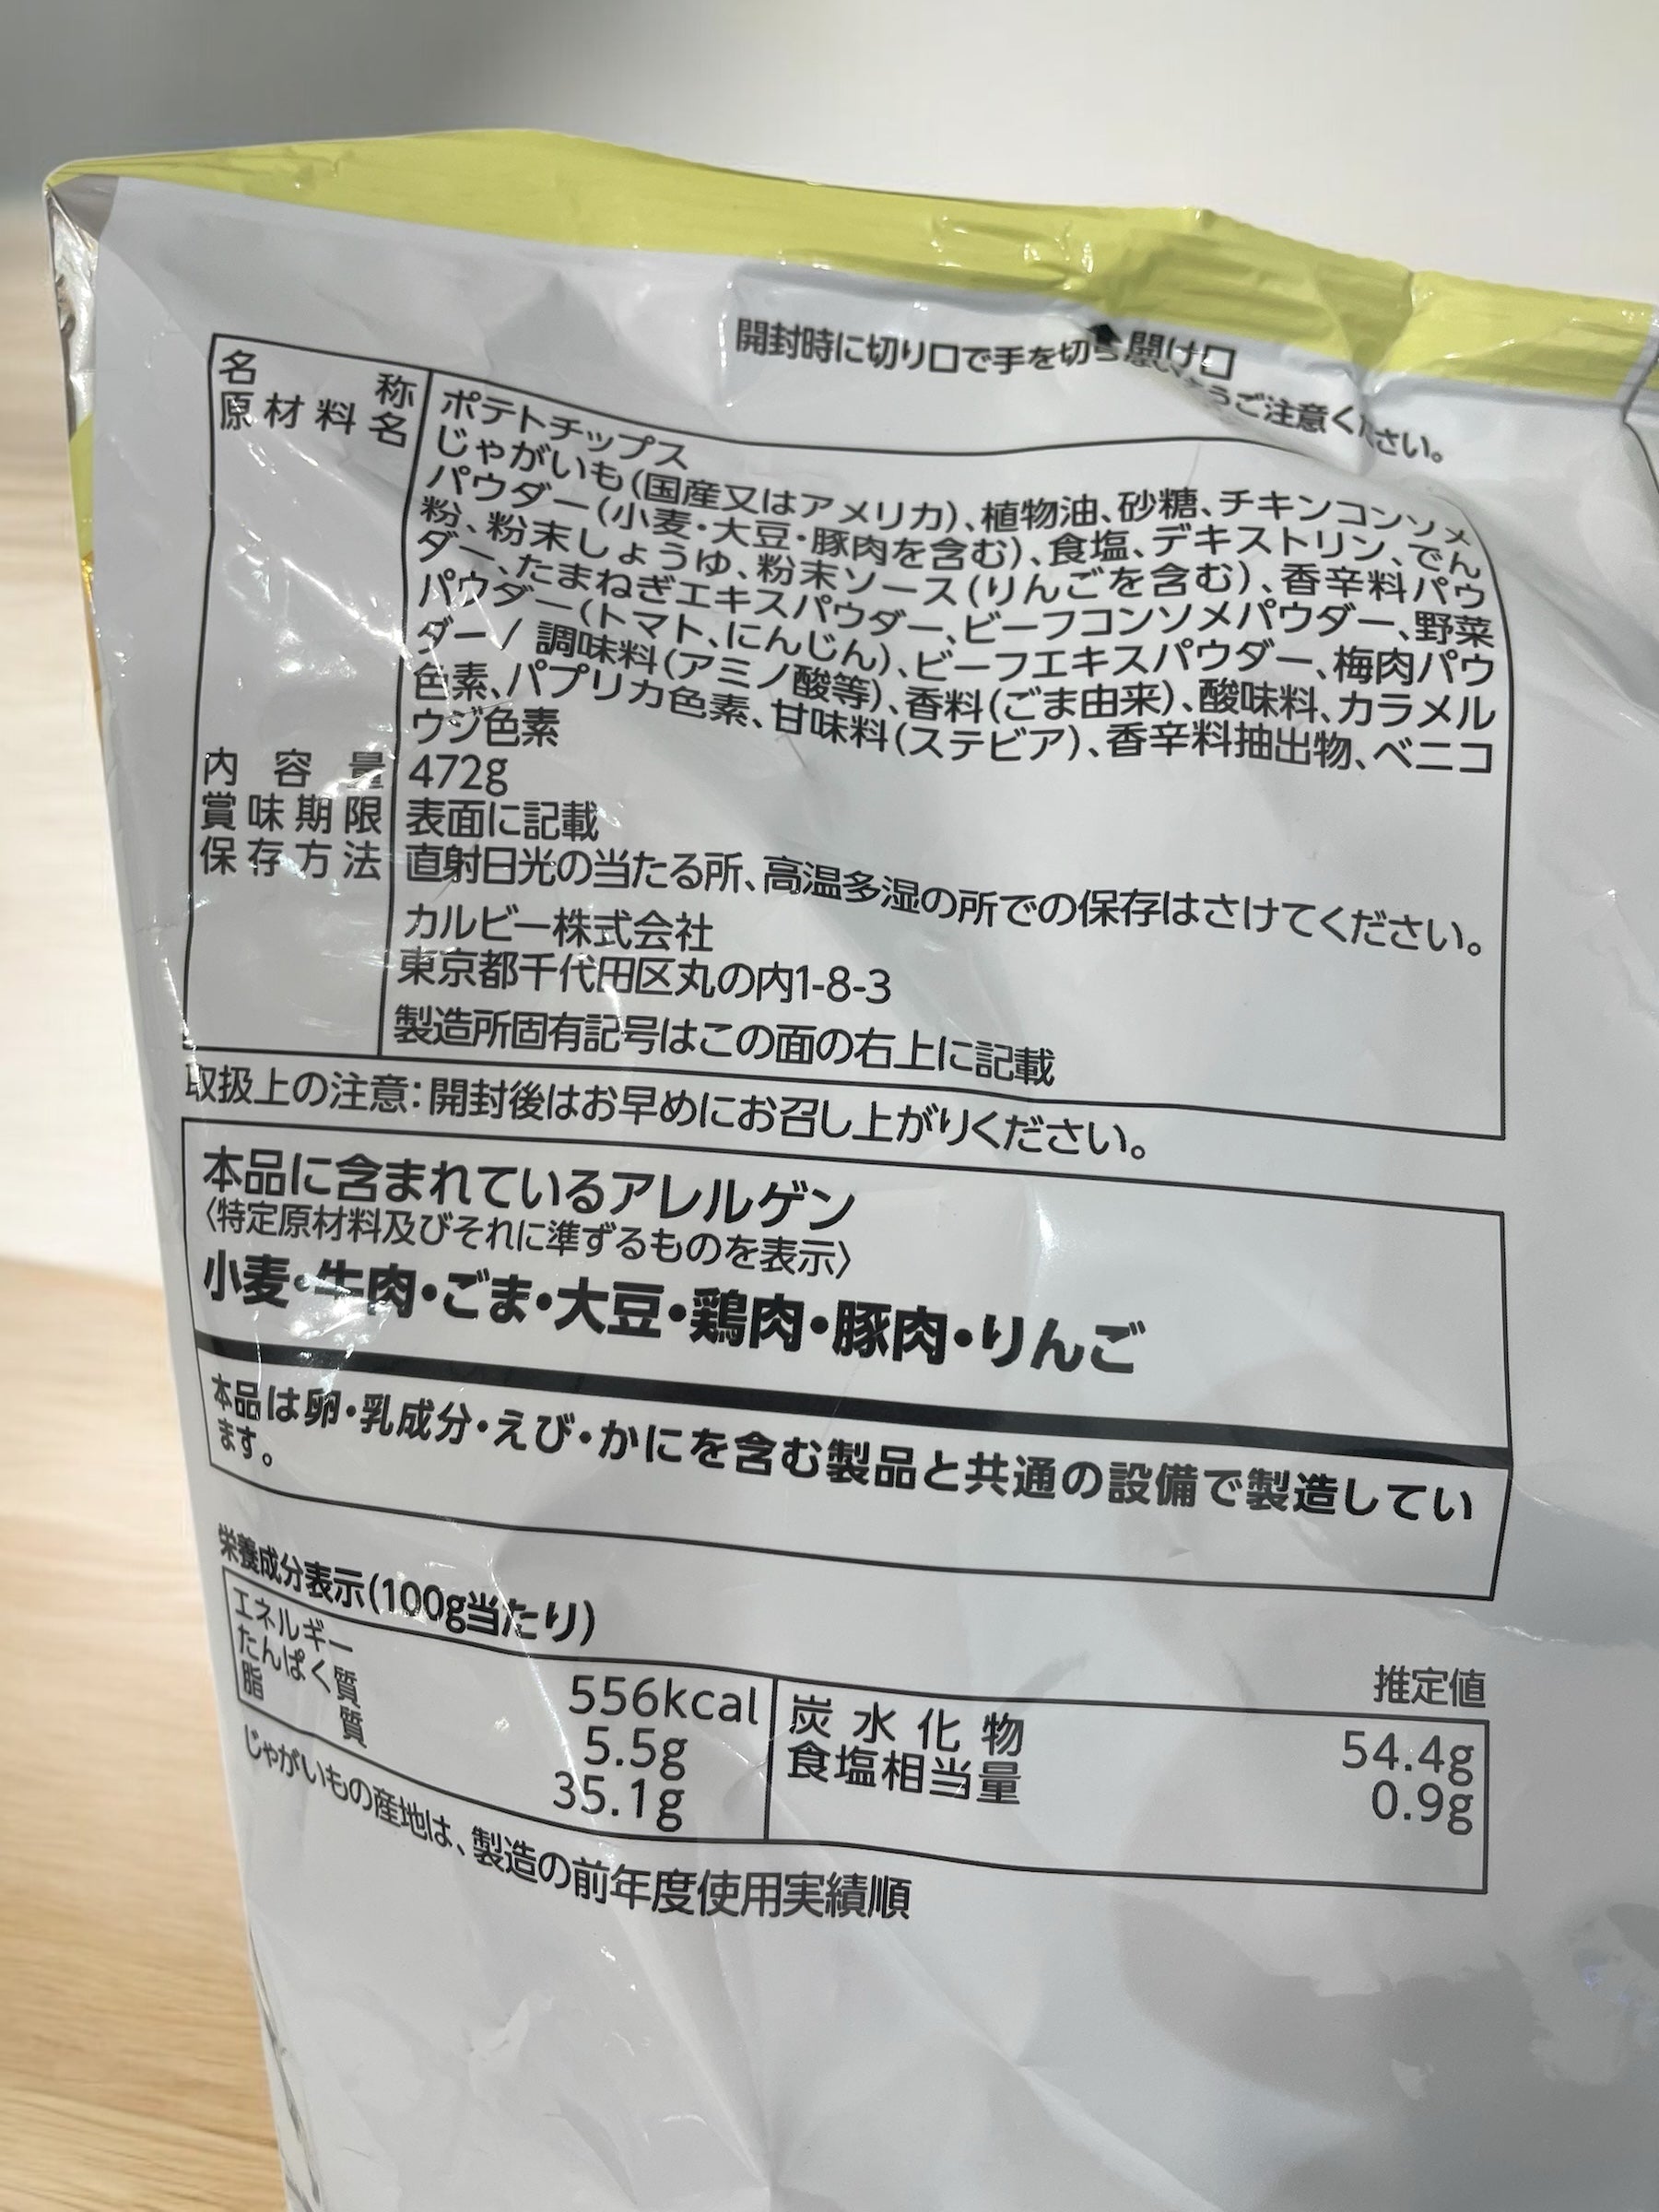 開け口
開封時に切り口で手を切らないようご注意ください。
名称 ポテトチップス
原材料名 じゃがいも(国産又はアメリカ)、植物油、砂糖、チキンコンソメ
パウダー(小麦・大豆・豚肉を含む)、食塩、デキストリン、でん
粉、粉末しょうゆ、粉末ソース(りんごを含む)、香辛料パウ
ダー、たまねぎエキスパウダー、ビーフコンソメパウダー、野菜
パウダー(トマト、にんじん)、ビーフエキスパウダー、梅肉パウ
ダー/調味料(アミノ酸等)、香料(ごま由来)、酸味料、カラメル
色素、パプリカ色素、甘味料(ステビア)、香辛料抽出物、ベニコ
ウジ色素
内容量 472g
賞味期限 表面に記載
保存方法 直射日光の当たる所、高温多湿の所での保存はさけてください。
カルビー株式会社
東京都千代田区丸の内1-8-3
製造所固有記号はこの面の右上に記載
取扱上の注意:開封後はお早めにお召し上がりください。
本品に含まれているアレルゲン
〈特定原材料及びそれに準ずるものを表示〉
小麦・牛肉・ごま・大豆・鶏肉・豚肉・りんご
本品は卵・乳成分・えび・かにを含む製品と共通の設備で製造してい
ます。
栄養成分表示(100g当たり) 推定値
エネルギー 556kcal 炭水化物 54.4g
たんぱく質 5.5g 食塩相当量 0.9g
脂質 35.1g
じゃがいもの産地は、製造の前年度使用実績順